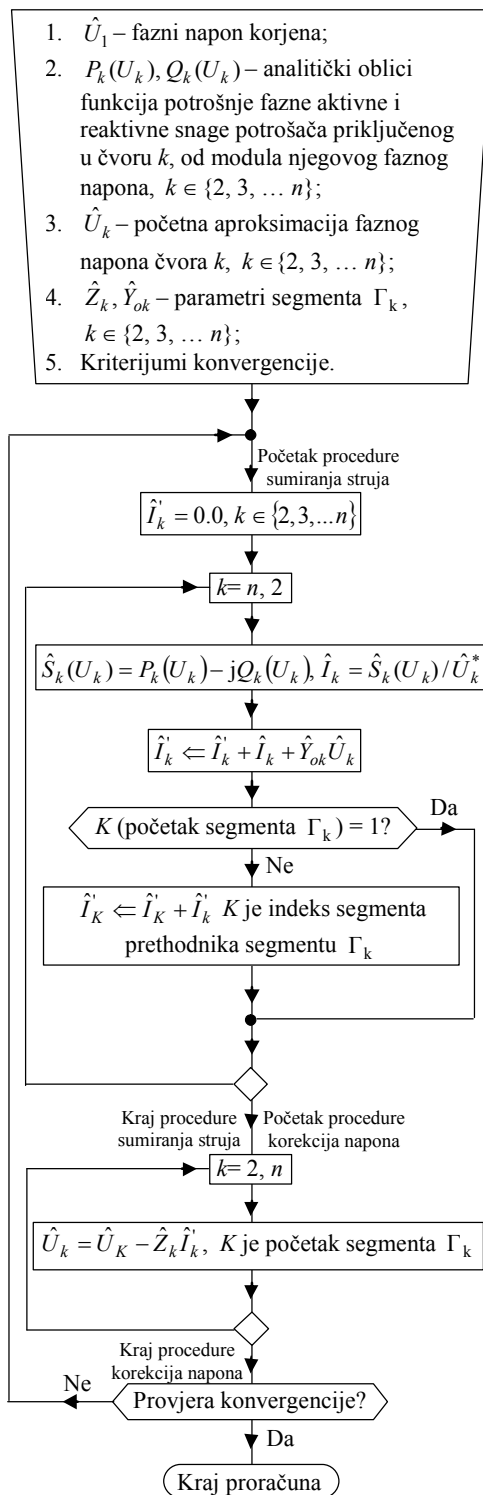 1. Û₁ – fazni napon korjena;
2. Pₖ(Uₖ), Qₖ(Uₖ) – analitički oblici
funkcija potrošnje fazne aktivne i
reaktivne snage potrošača priključenog
u čvoru k, od modula njegovog faznog
napona, k ∈ {2, 3, … n};
3. Ûₖ – početna aproksimacija faznog
napona čvora k, k ∈ {2, 3, … n};
4. Ẑₖ, Ŷₒₖ – parametri segmenta Γₖ,
k ∈ {2, 3, … n};
5. Kriterijumi konvergencije.
Početak procedure
sumiranja struja
Î'ₖ = 0.0, k ∈ {2,3,...n}
k= n, 2
Ŝₖ(Uₖ) = Pₖ(Uₖ) – jQₖ(Uₖ), Îₖ = Ŝₖ(Uₖ)/Û*ₖ
Î'ₖ ⇐ Î'ₖ + Îₖ + ŶₒₖÛₖ
K (početak segmenta Γₖ) = 1?
Da
Ne
Î'_K ⇐ Î'_K + Î'ₖ K je indeks segmenta
prethodnika segmentu Γₖ
Kraj procedure
sumiranja struja
Početak procedure
korekcija napona
k= 2, n
Ûₖ = Û_K – ẐₖÎ'ₖ, K je početak segmenta Γₖ
Kraj procedure
korekcija napona
Ne
Provjera konvergencije?
Da
Kraj proračuna